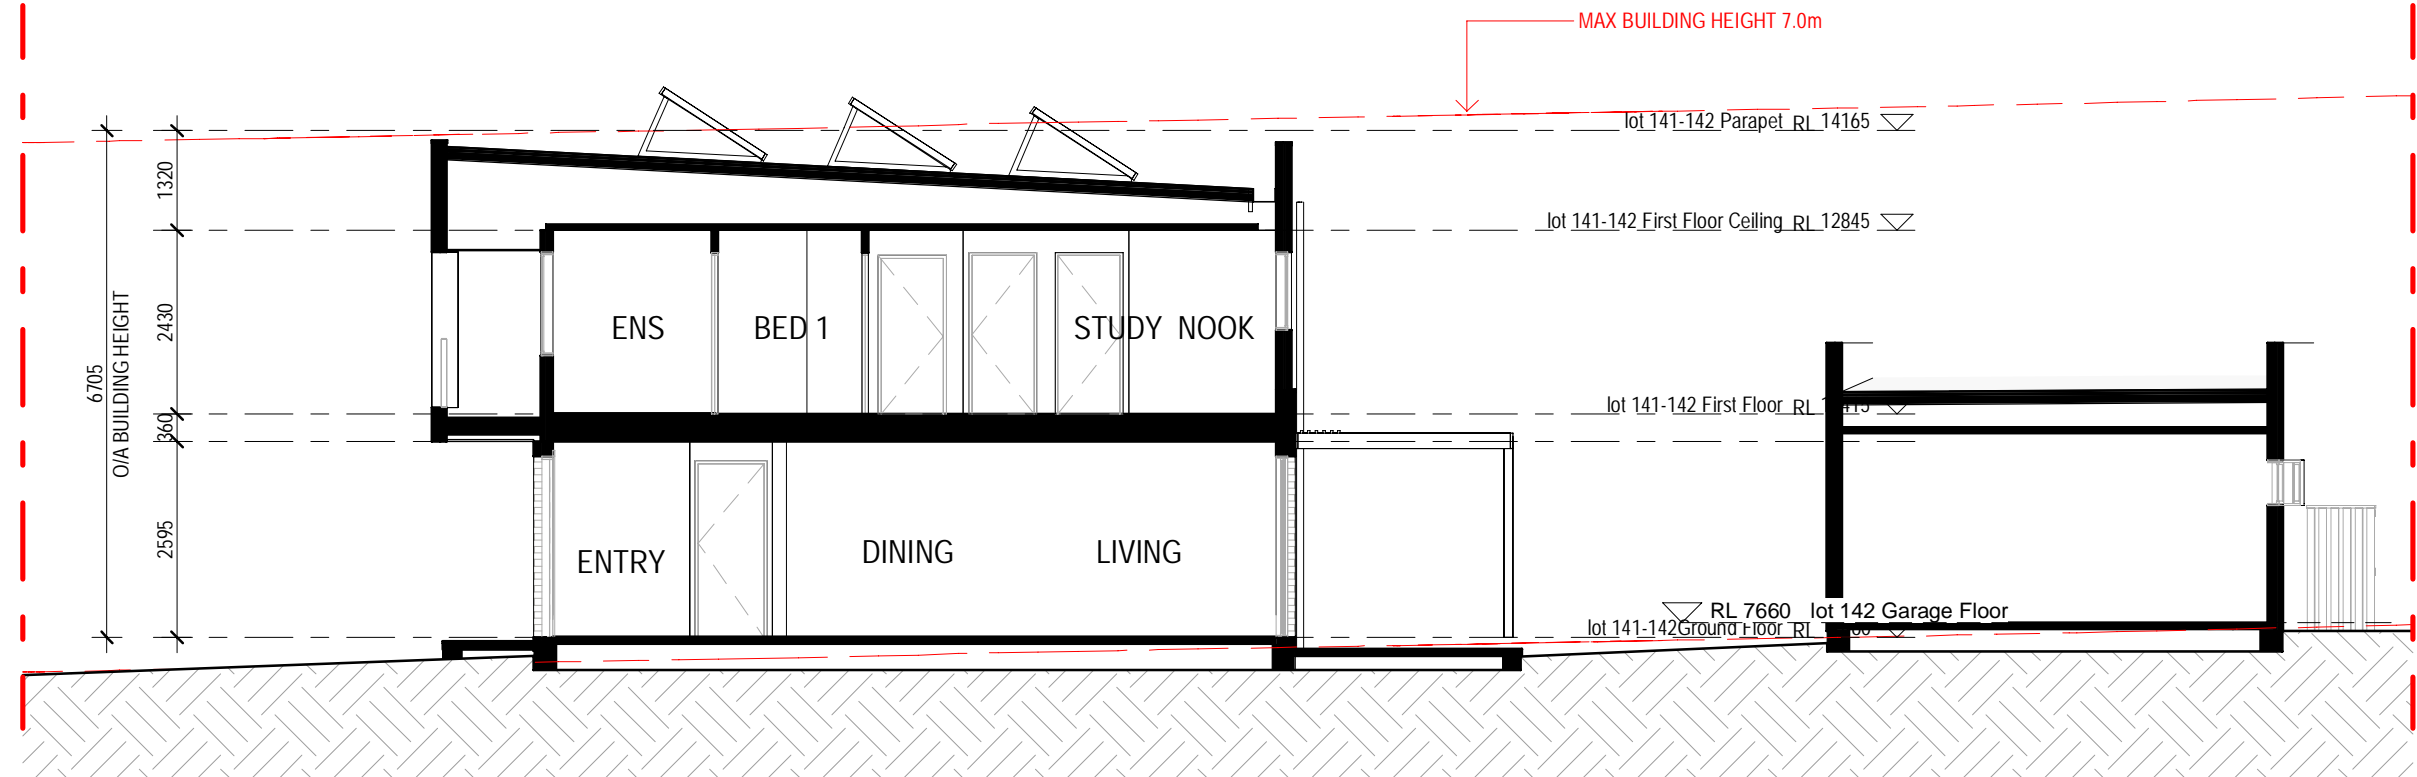 MAX BUILDING HEIGHT 7.0m
lot 141-142 Parapet RL 14165
1320
lot 141-142 First Floor Ceiling RL 12845
2430
ENS
BED 1
STUDY NOOK
6705
O/A BUILDING HEIGHT
lot 141-142 First Floor RL
360
2595
ENTRY
DINING
LIVING
RL 7660 lot 142 Garage Floor
lot 141-142 Ground Floor RL